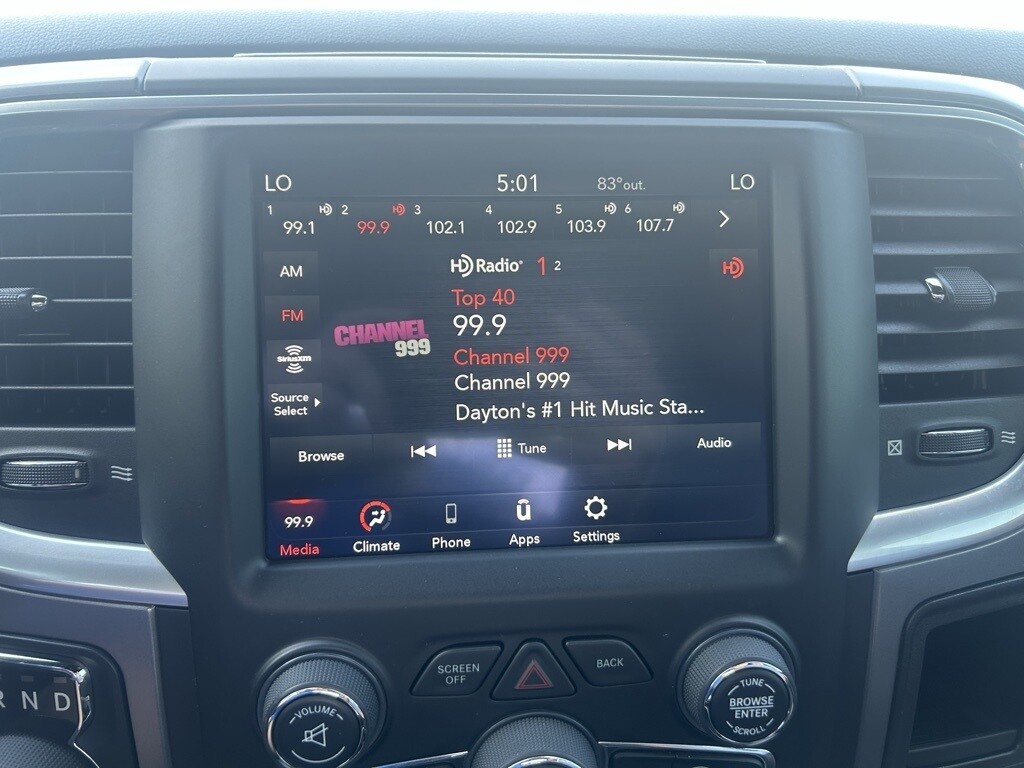 LO 5:01 83°out. LO
1 2 3 4 5 6
99.1 99.9 102.1 102.9 103.9 107.7
AM HD Radio® 1 2 HD
Top 40
FM 99.9
CHANNEL
999
Channel 999
SiriusXM
Channel 999
Source
Select
Dayton's #1 Hit Music Sta...
Browse Tune Audio
99.9
Media Climate Phone Apps Settings
SCREEN
OFF
BACK
R N D
VOLUME
TUNE
BROWSE
ENTER
SCROLL